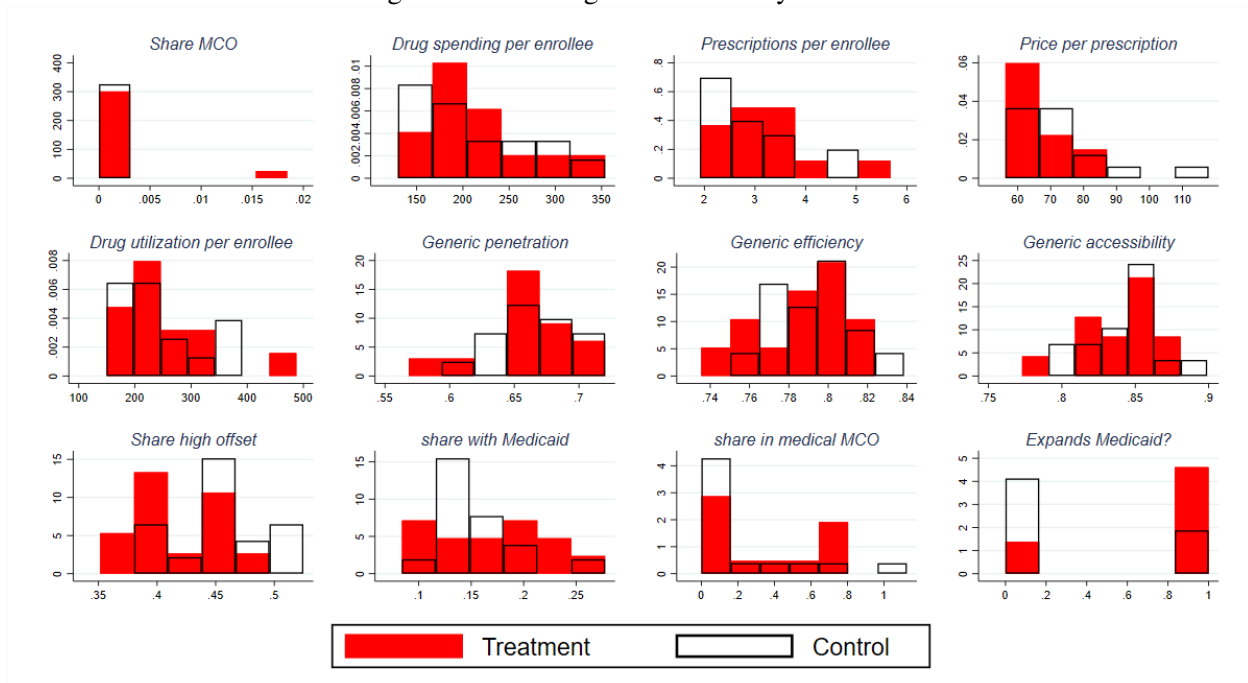 Share MCO
0 100 200 300 400
0 .005 .01 .015 .02
Drug spending per enrollee
0 .002 .004 .006 .008 .01
150 200 250 300 350
Prescriptions per enrollee
0 .2 .4 .6 .8
2 3 4 5 6
Price per prescription
0 .02 .04 .06
60 70 80 90 100 110
Drug utilization per enrollee
0 .002 .004 .006 .008
100 200 300 400 500
Generic penetration
0 5 10 15 20
.55 .6 .65 .7
Generic efficiency
0 5 10 15 20
.74 .76 .78 .8 .82 .84
Generic accessibility
0 5 10 15 20 25
.75 .8 .85 .9
Share high offset
0 5 10 15
.35 .4 .45 .5
share with Medicaid
0 5 10 15
.1 .15 .2 .25
share in medical MCO
0 1 2 3 4
0 .2 .4 .6 .8 1
Expands Medicaid?
0 1 2 3 4 5
0 .2 .4 .6 .8 1
Treatment
Control